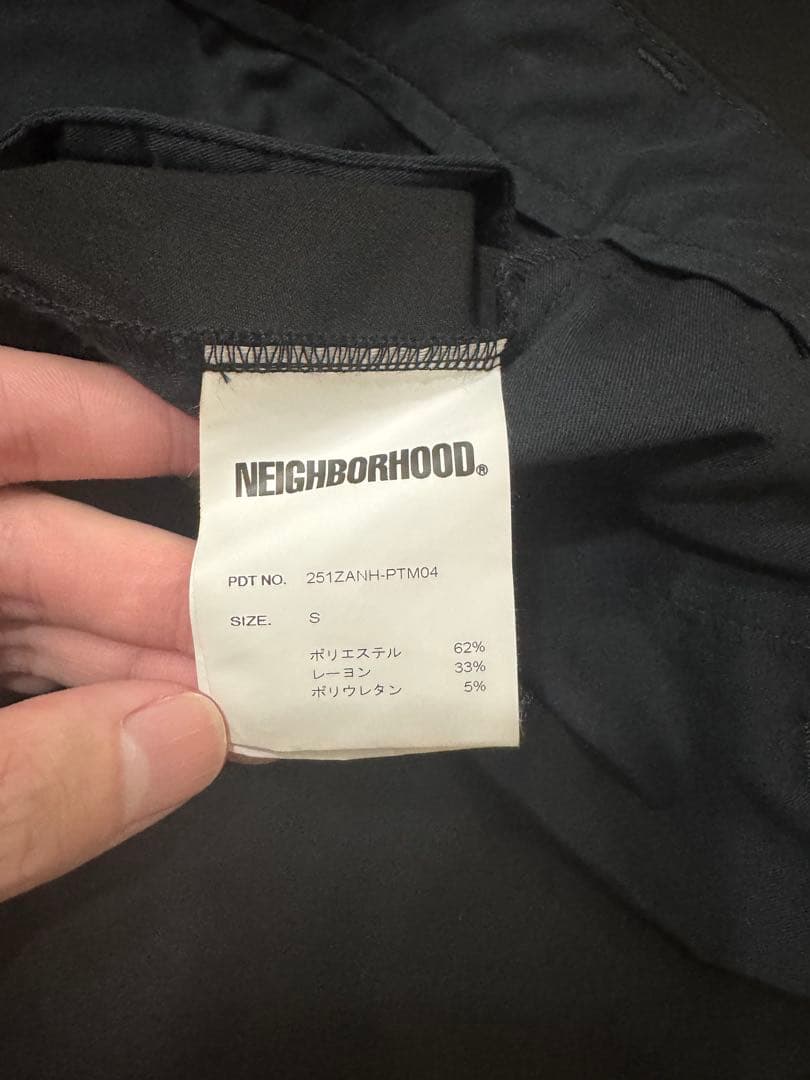 NEIGHBORHOOD®
PDT NO. 251ZANH-PTM04
SIZE. S
ポリエステル 62%
レーヨン 33%
ポリウレタン 5%